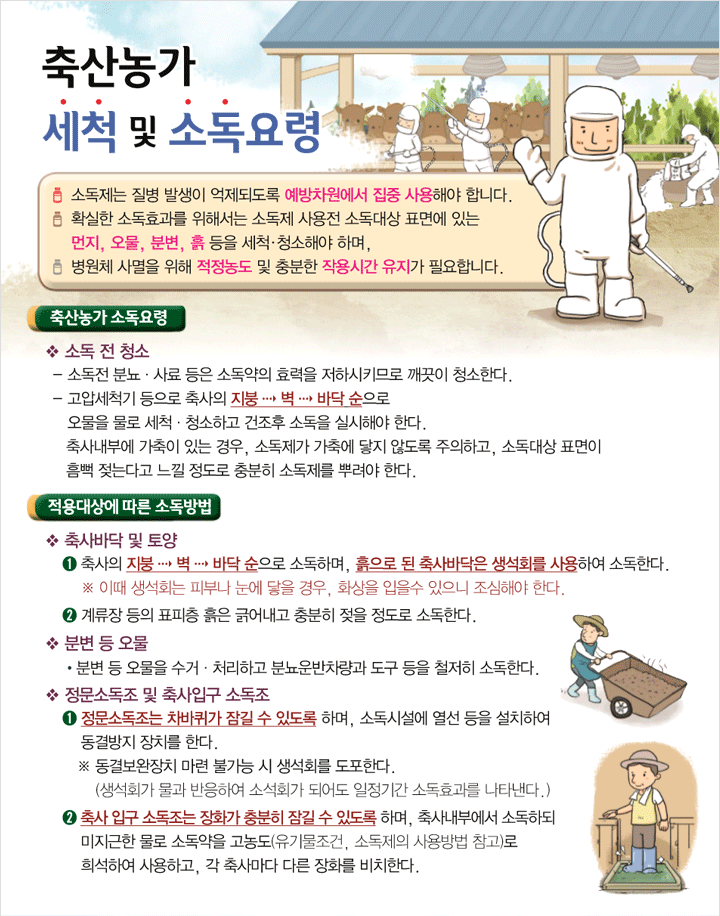 축산농가
세척 및 소독요령
소독제는 질병 발생이 억제되도록 예방차원에서 집중 사용해야 합니다.
확실한 소독효과를 위해서는 소독제 사용전 소독대상 표면에 있는
먼지, 오물, 분변, 흙 등을 세척·청소해야 하며,
병원체 사멸을 위해 적정농도 및 충분한 작용시간 유지가 필요합니다.
축산농가 소독요령
❖ 소독 전 청소
– 소독전 분뇨 · 사료 등은 소독약의 효력을 저하시키므로 깨끗이 청소한다.
– 고압세척기 등으로 축사의 지붕 ⇢ 벽 ⇢ 바닥 순으로
오물을 물로 세척 · 청소하고 건조후 소독을 실시해야 한다.
축사내부에 가축이 있는 경우, 소독제가 가축에 닿지 않도록 주의하고, 소독대상 표면이
흠뻑 젖는다고 느낄 정도로 충분히 소독제를 뿌려야 한다.
적용대상에 따른 소독방법
❖ 축사바닥 및 토양
❶ 축사의 지붕 ⇢ 벽 ⇢ 바닥 순으로 소독하며, 흙으로 된 축사바닥은 생석회를 사용하여 소독한다.
※ 이때 생석회는 피부나 눈에 닿을 경우, 화상을 입을수 있으니 조심해야 한다.
❷ 계류장 등의 표피층 흙은 긁어내고 충분히 젖을 정도로 소독한다.
❖ 분변 등 오물
• 분변 등 오물을 수거 · 처리하고 분뇨운반차량과 도구 등을 철저히 소독한다.
❖ 정문소독조 및 축사입구 소독조
❶ 정문소독조는 차바퀴가 잠길 수 있도록 하며, 소독시설에 열선 등을 설치하여
동결방지 장치를 한다.
※ 동결보완장치 마련 불가능 시 생석회를 도포한다.
(생석회가 물과 반응하여 소석회가 되어도 일정기간 소독효과를 나타낸다.)
❷ 축사 입구 소독조는 장화가 충분히 잠길 수 있도록 하며, 축사내부에서 소독하되
미지근한 물로 소독약을 고농도(유기물조건, 소독제의 사용방법 참고)로
희석하여 사용하고, 각 축사마다 다른 장화를 비치한다.